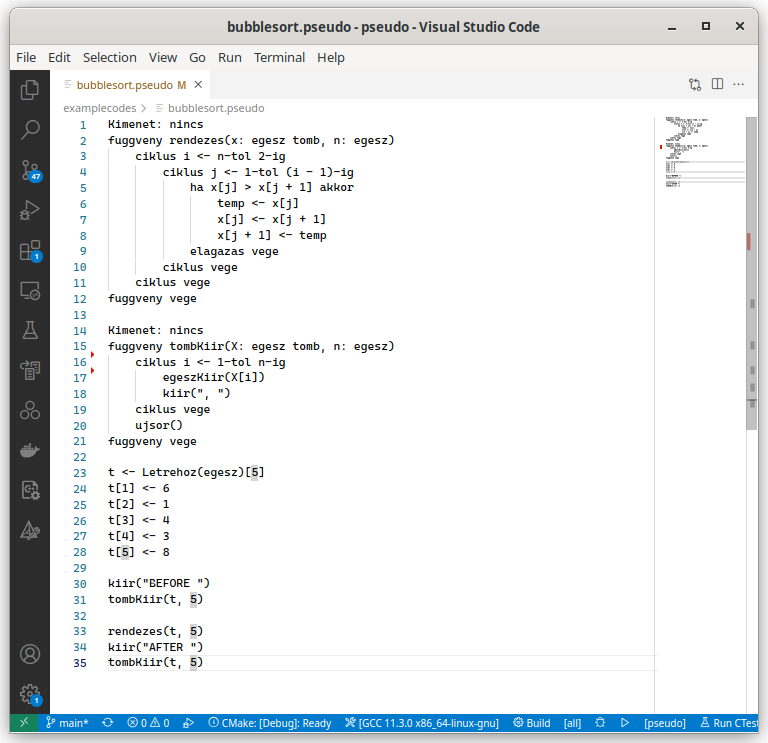 bubblesort.pseudo - pseudo - Visual Studio Code
File Edit Selection View Go Run Terminal Help
bubblesort.pseudo M
examplecodes > bubblesort.pseudo
1 Kimenet: nincs
2 fuggveny rendezes(x: egesz tomb, n: egesz)
3 ciklus i <- n-tol 2-ig
4 ciklus j <- 1-tol (i - 1)-ig
5 ha x[j] > x[j + 1] akkor
6 temp <- x[j]
7 x[j] <- x[j + 1]
8 x[j + 1] <- temp
9 elagazas vege
10 ciklus vege
11 ciklus vege
12 fuggveny vege
13
14 Kimenet: nincs
15 fuggveny tombKiir(X: egesz tomb, n: egesz)
16 ciklus i <- 1-tol n-ig
17 egeszKiir(X[i])
18 kiir(", ")
19 ciklus vege
20 ujsor()
21 fuggveny vege
22
23 t <- Letrehoz(egesz)[5]
24 t[1] <- 6
25 t[2] <- 1
26 t[3] <- 4
27 t[4] <- 3
28 t[5] <- 8
29
30 kiir("BEFORE ")
31 tombKiir(t, 5)
32
33 rendezes(t, 5)
34 kiir("AFTER ")
35 tombKiir(t, 5)
47
1
1
main* 0 0 CMake: [Debug]: Ready [GCC 11.3.0 x86_64-linux-gnu] Build [all] [pseudo] Run CTest